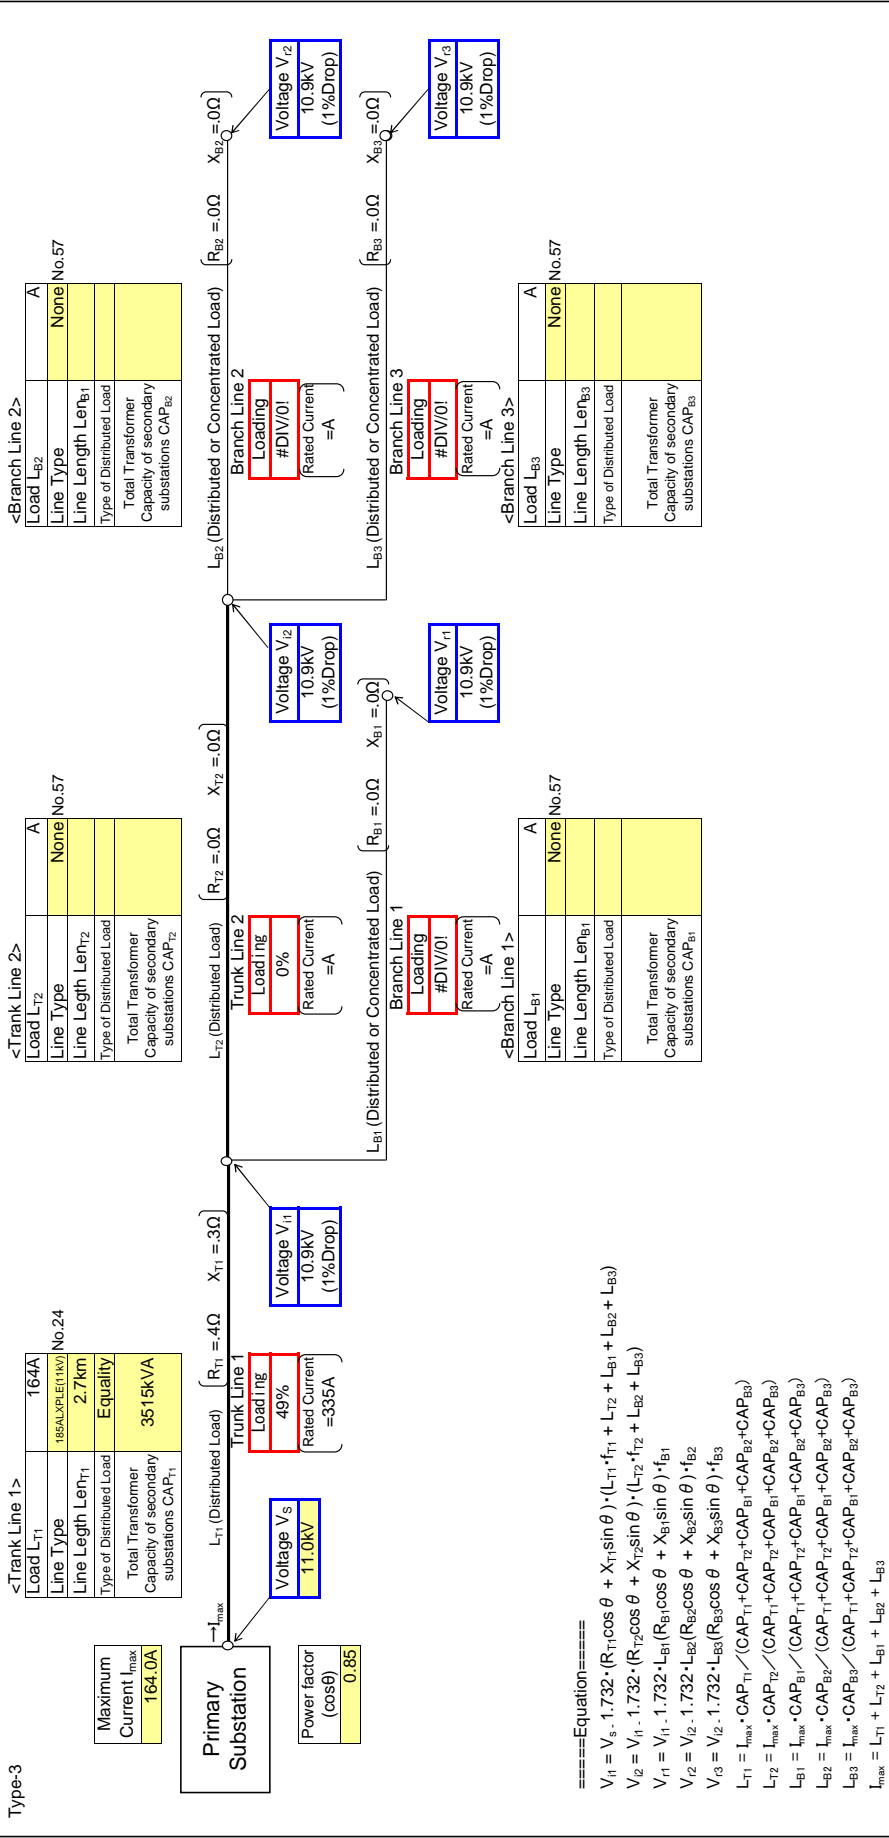 Type-3
Maximum
Current Imax
164.0A
Primary
Substation
Power factor
(cosθ)
0.85
→Imax
Voltage VS
11.0kV
<Trank Line 1>
Load LT1 164A
Line Type 185ALXPLE(11kV) No.24
Line Legth LenT1 2.7km
Type of Distributed Load Equality
Total Transformer
Capacity of secondary
substations CAPT1
3515kVA
LT1 (Distributed Load)
RT1 =.4Ω XT1 =.3Ω
Trunk Line 1
Loading
49%
Rated Current
=335A
Voltage Vi1
10.9kV
(1%Drop)
<Trank Line 2>
Load LT2 A
Line Type None No.57
Line Legth LenT2
Type of Distributed Load
Total Transformer
Capacity of secondary
substations CAPT2
LT2 (Distributed Load)
RT2 =.0Ω XT2 =.0Ω
Trunk Line 2
Loading
0%
Rated Current
=A
Voltage Vi2
10.9kV
(1%Drop)
LB1 (Distributed or Concentrated Load)
RB1 =.0Ω XB1 =.0Ω
Branch Line 1
Loading
#DIV/0!
Rated Current
=A
Voltage Vr1
10.9kV
(1%Drop)
<Branch Line 1>
Load LB1 A
Line Type None No.57
Line Length LenB1
Type of Distributed Load
Total Transformer
Capacity of secondary
substations CAPB1
<Branch Line 2>
Load LB2 A
Line Type None No.57
Line Length LenB1
Type of Distributed Load
Total Transformer
Capacity of secondary
substations CAPB2
LB2 (Distributed or Concentrated Load)
RB2 =.0Ω XB2 =.0Ω
Branch Line 2
Loading
#DIV/0!
Rated Current
=A
Voltage Vr2
10.9kV
(1%Drop)
LB3 (Distributed or Concentrated Load)
RB3 =.0Ω XB3 =.0Ω
Branch Line 3
Loading
#DIV/0!
Rated Current
=A
Voltage Vr3
10.9kV
(1%Drop)
<Branch Line 3>
Load LB3 A
Line Type None No.57
Line Length LenB3
Type of Distributed Load
Total Transformer
Capacity of secondary
substations CAPB3
=====Equation=====
Vi1 = Vs - 1.732・(RT1cosθ + XT1sinθ)・(LT1・fT1 + LT2 + LB1 + LB2 + LB3)
Vi2 = Vi1 - 1.732・(RT2cosθ + XT2sinθ)・(LT2・fT2 + LB2 + LB3)
Vr1 = Vi1 - 1.732・LB1(RB1cosθ + XB1sinθ)・fB1
Vr2 = Vi2 - 1.732・LB2(RB2cosθ + XB2sinθ)・fB2
Vr3 = Vi2 - 1.732・LB3(RB3cosθ + XB3sinθ)・fB3
LT1 = Imax・CAPT1／(CAPT1+CAPT2+CAPB1+CAPB2+CAPB3)
LT2 = Imax・CAPT2／(CAPT1+CAPT2+CAPB1+CAPB2+CAPB3)
LB1 = Imax・CAPB1／(CAPT1+CAPT2+CAPB1+CAPB2+CAPB3)
LB2 = Imax・CAPB2／(CAPT1+CAPT2+CAPB1+CAPB2+CAPB3)
LB3 = Imax・CAPB3／(CAPT1+CAPT2+CAPB1+CAPB2+CAPB3)
Imax = LT1 + LT2 + LB1 + LB2 + LB3